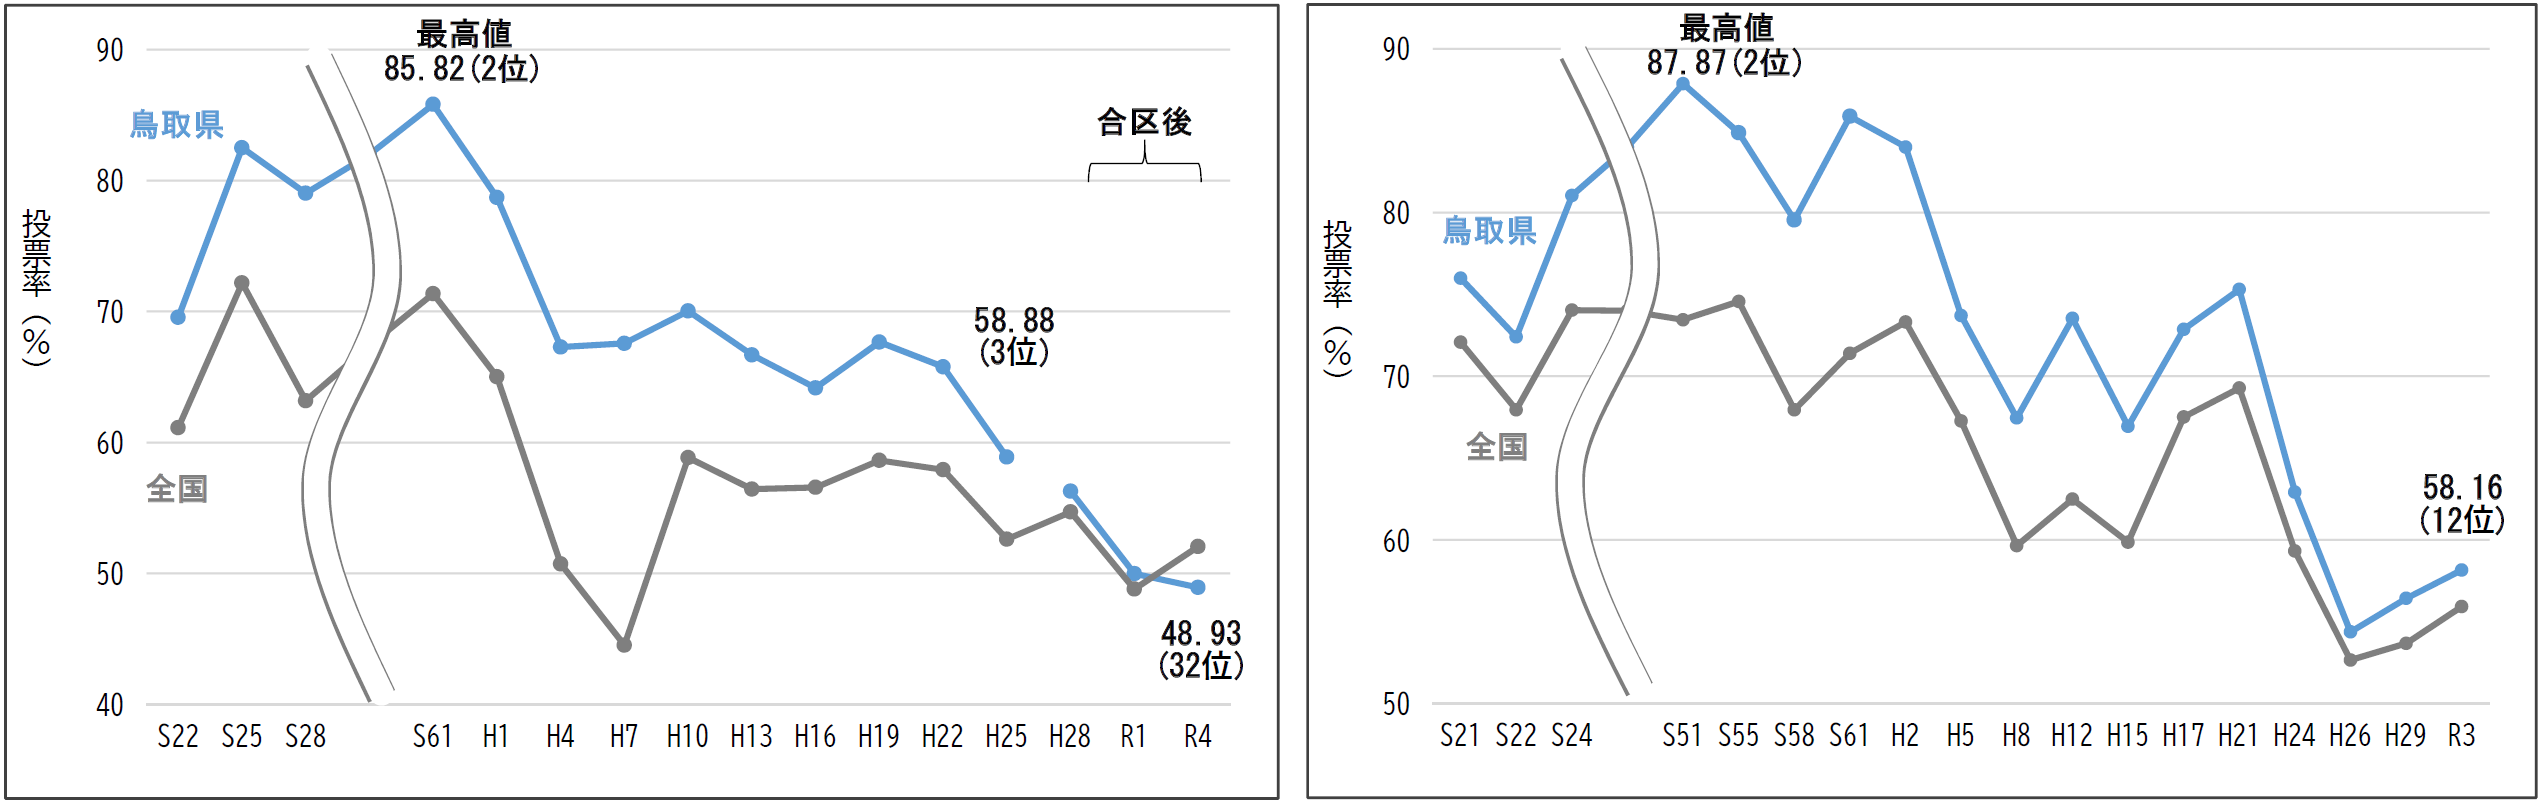 最高値
85.82(2位)
90
鳥取県
合区後
80
投票率(%)
70
58.88
(3位)
60
全国
50
48.93
(32位)
40
S22 S25 S28 S61 H1 H4 H7 H10 H13 H16 H19 H22 H25 H28 R1 R4
最高値
87.87(2位)
90
80
鳥取県
投票率(%)
70
全国
58.16
(12位)
60
50
S21 S22 S24 S51 S55 S58 S61 H2 H5 H8 H12 H15 H17 H21 H24 H26 H29 R3